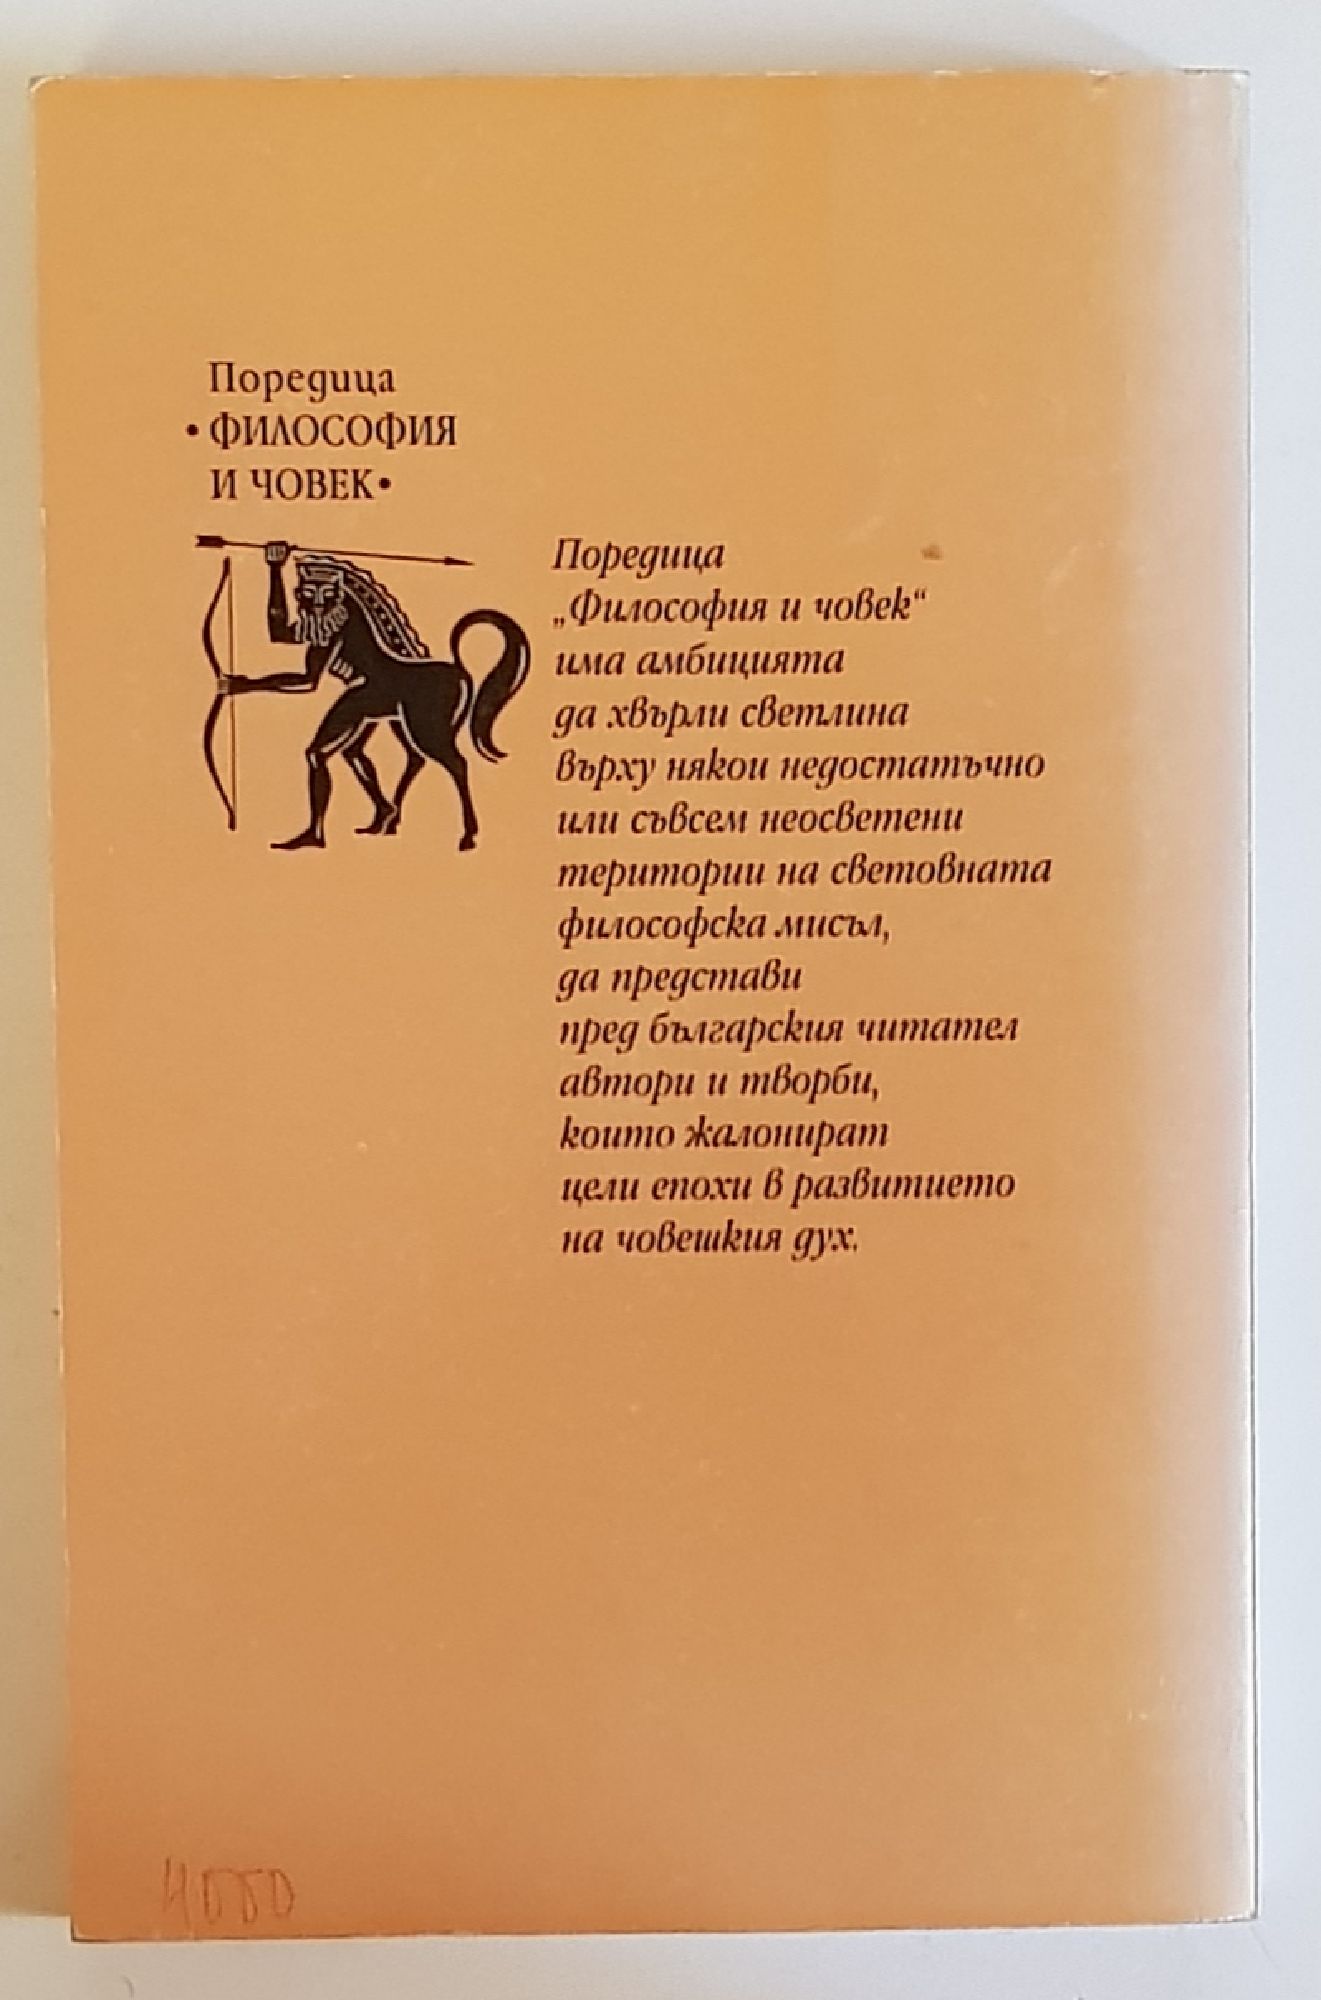 Поредица
• ФИЛОСОФИЯ
И ЧОВЕК •
Поредица
„Философия и човек“
има амбицията
да хвърли светлина
върху някои недостатъчно
или съвсем неосветени
територии на световната
философска мисъл,
да представи
пред българския читател
автори и творби,
които жалонират
цели епохи в развитието
на човешкия дух.